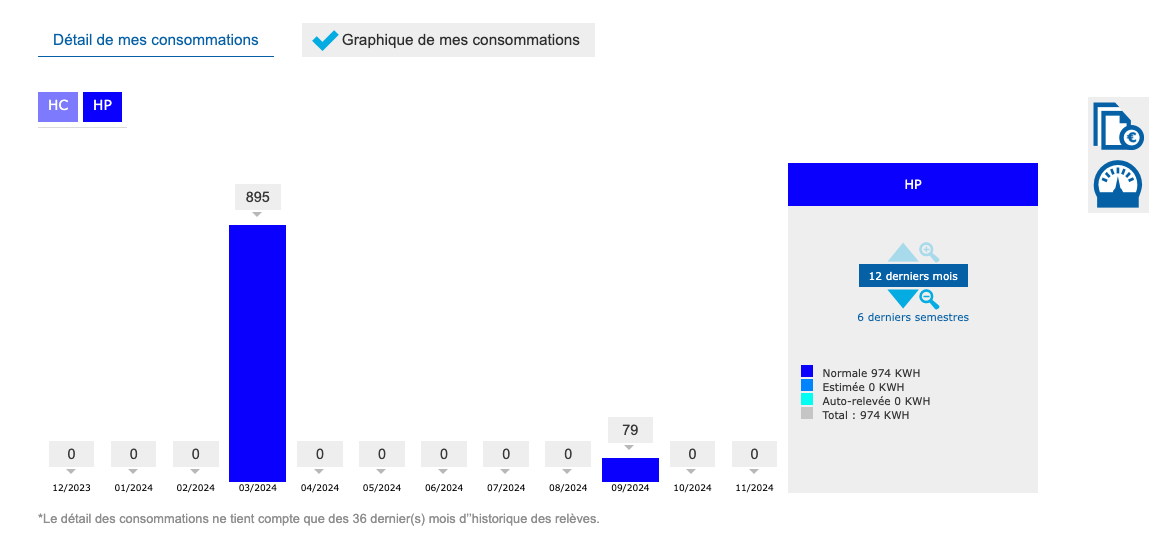 Détail de mes consommations
Graphique de mes consommations
HC HP
HP
895
12 derniers mois
6 derniers semestres
Normale 974 KWH
Estimée 0 KWH
Auto-relevée 0 KWH
Total : 974 KWH
79
0 0 0 0 0 0 0 0 0 0
12/2023 01/2024 02/2024 03/2024 04/2024 05/2024 06/2024 07/2024 08/2024 09/2024 10/2024 11/2024
*Le détail des consommations ne tient compte que des 36 dernier(s) mois d''historique des relèves.